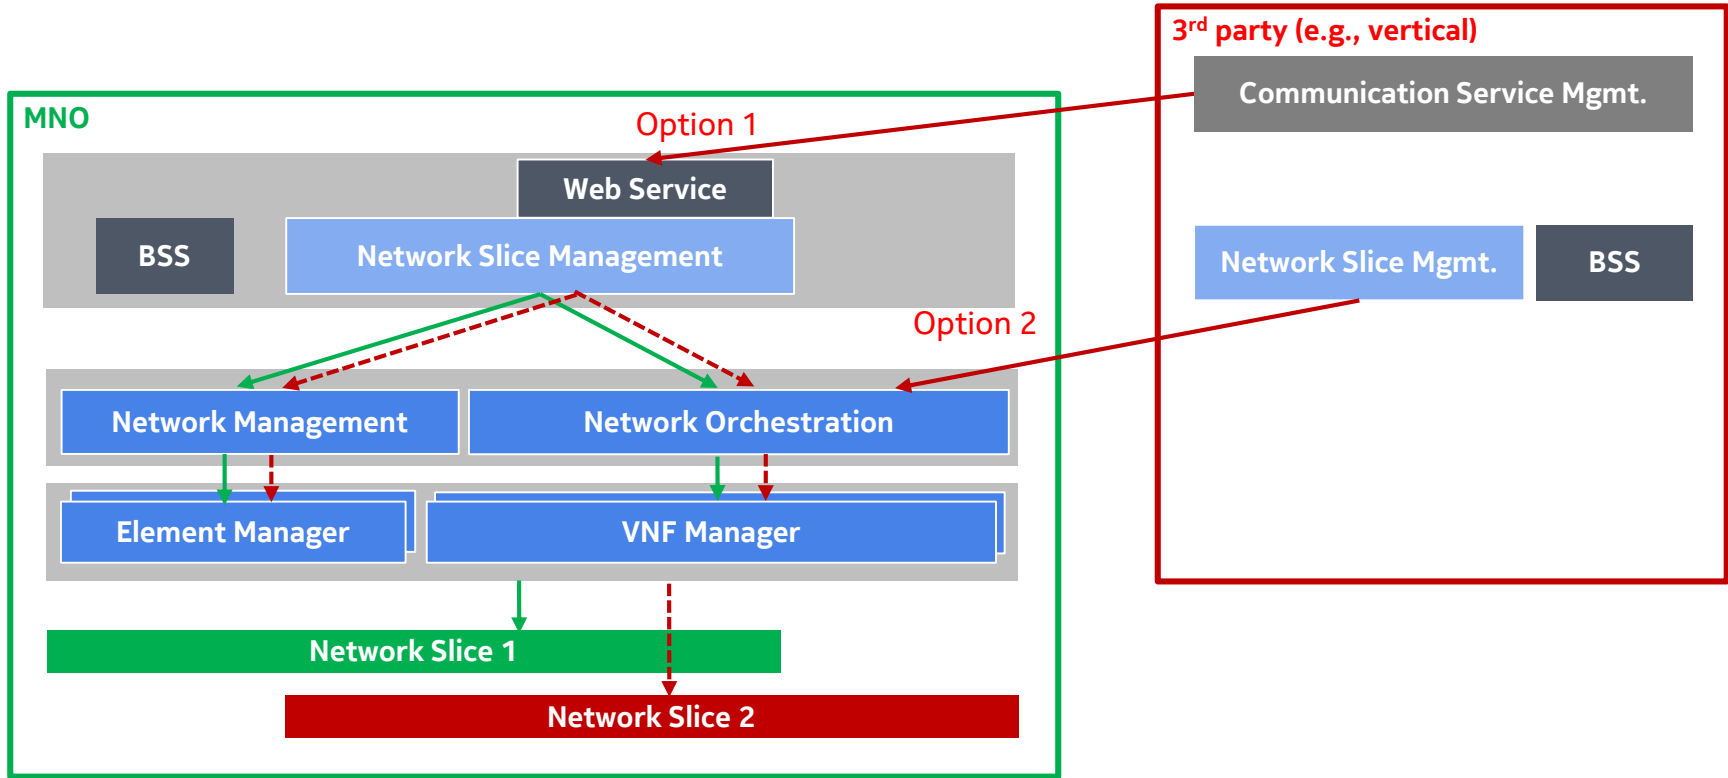 3rd party (e.g., vertical)
Communication Service Mgmt.
MNO
Option 1
Web Service
BSS
Network Slice Management
Network Slice Mgmt.
BSS
Option 2
Network Management
Network Orchestration
Element Manager
VNF Manager
Network Slice 1
Network Slice 2